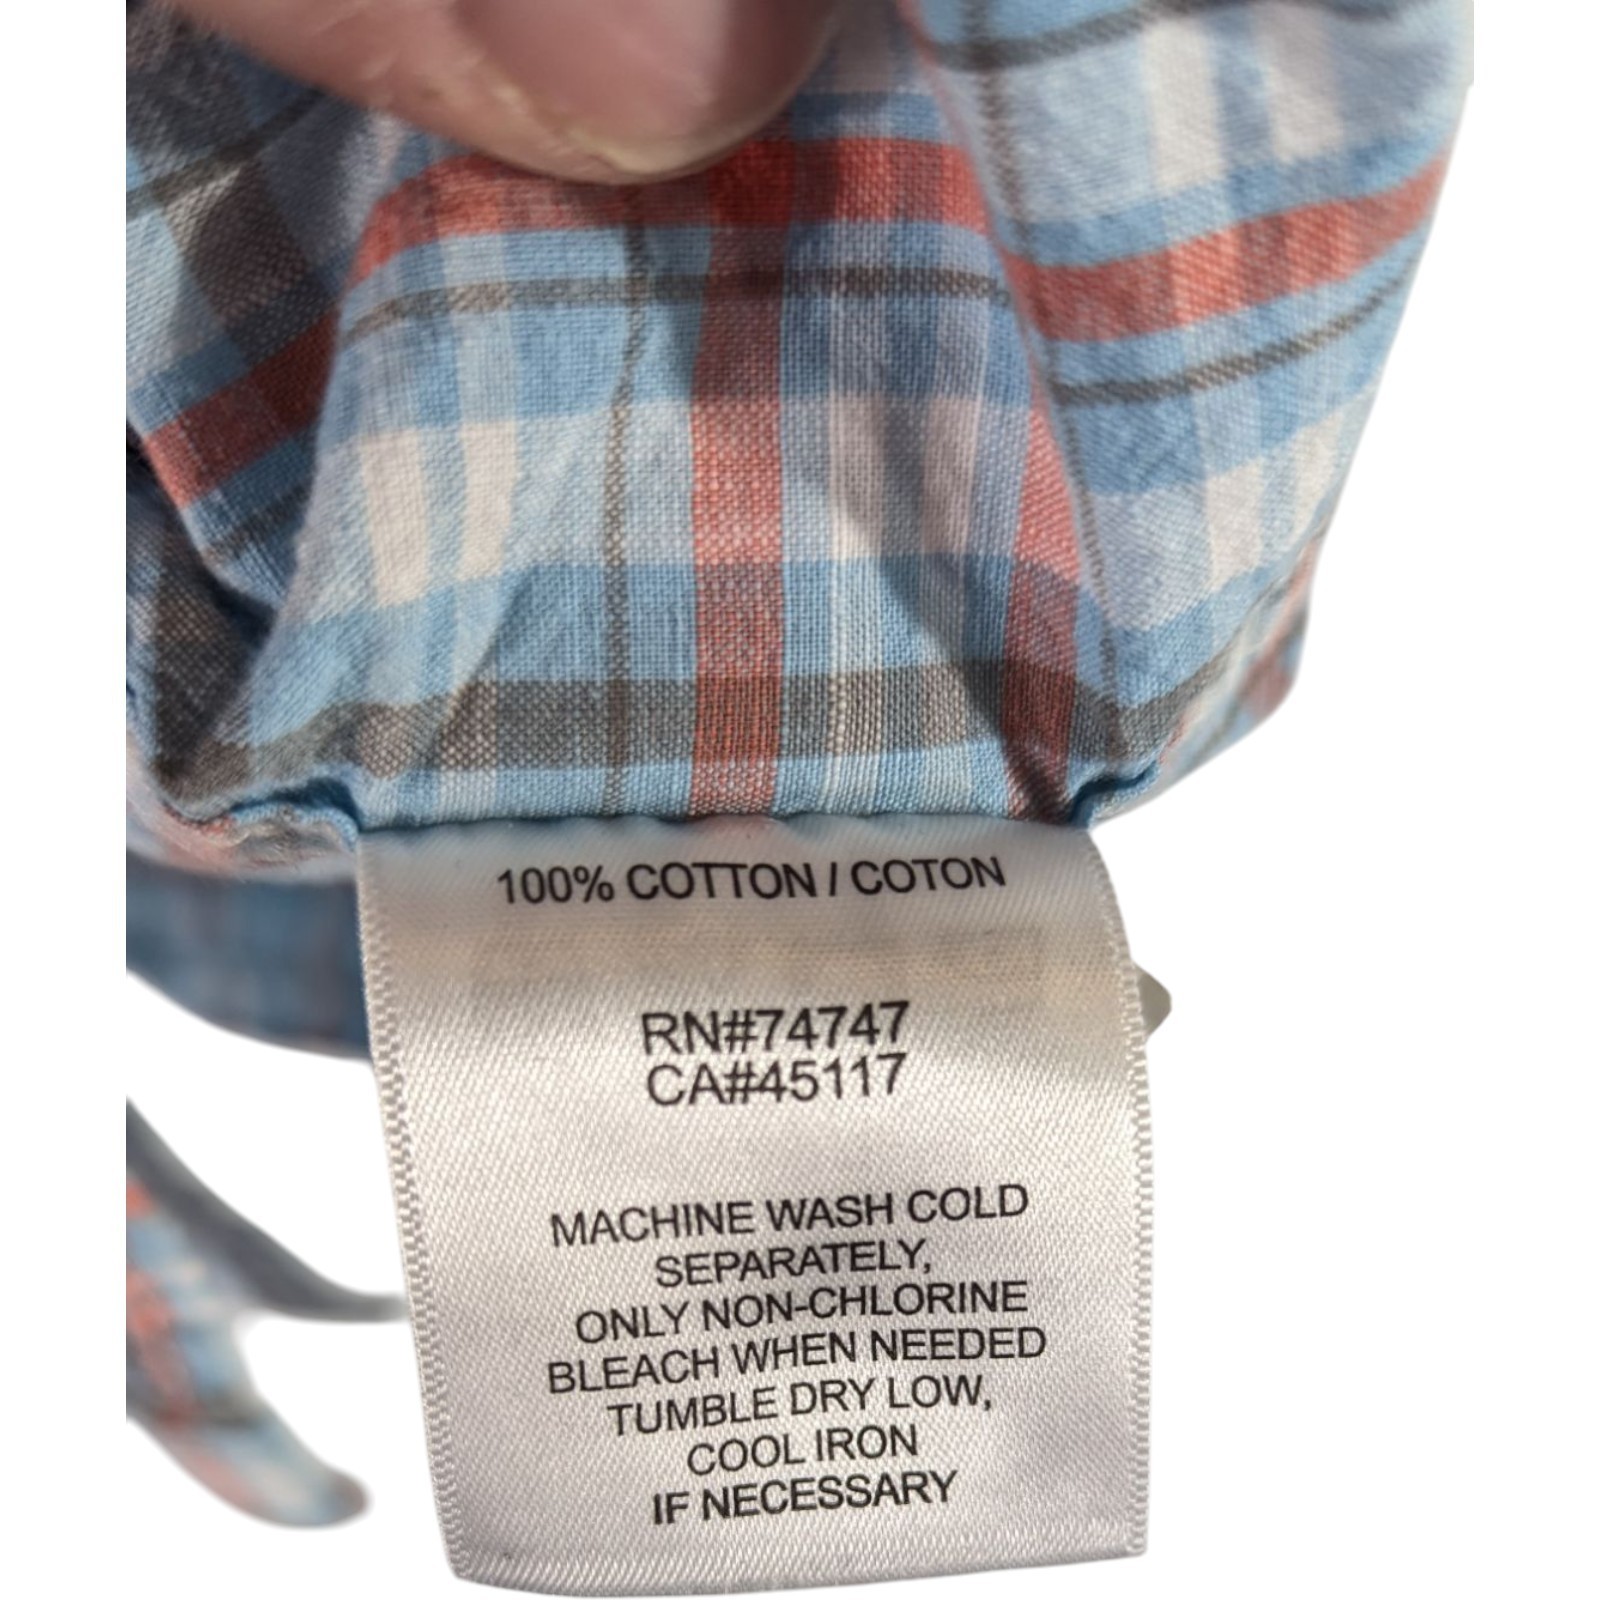 100% COTTON / COTON
RN#74747
CA#45117
MACHINE WASH COLD
SEPARATELY,
ONLY NON-CHLORINE
BLEACH WHEN NEEDED
TUMBLE DRY LOW,
COOL IRON
IF NECESSARY